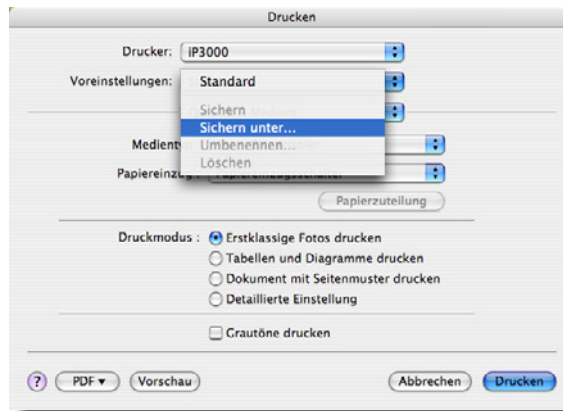 Drucken
Drucker: iP3000
Voreinstellungen:
Standard
Sichern
Sichern unter...
Medient
Umbenennen...
Papiereinzug :
Löschen
Papierzuteilung
Druckmodus : Erstklassige Fotos drucken
Tabellen und Diagramme drucken
Dokument mit Seitenmuster drucken
Detaillierte Einstellung
Grautöne drucken
? PDF ▾ Vorschau Abbrechen Drucken